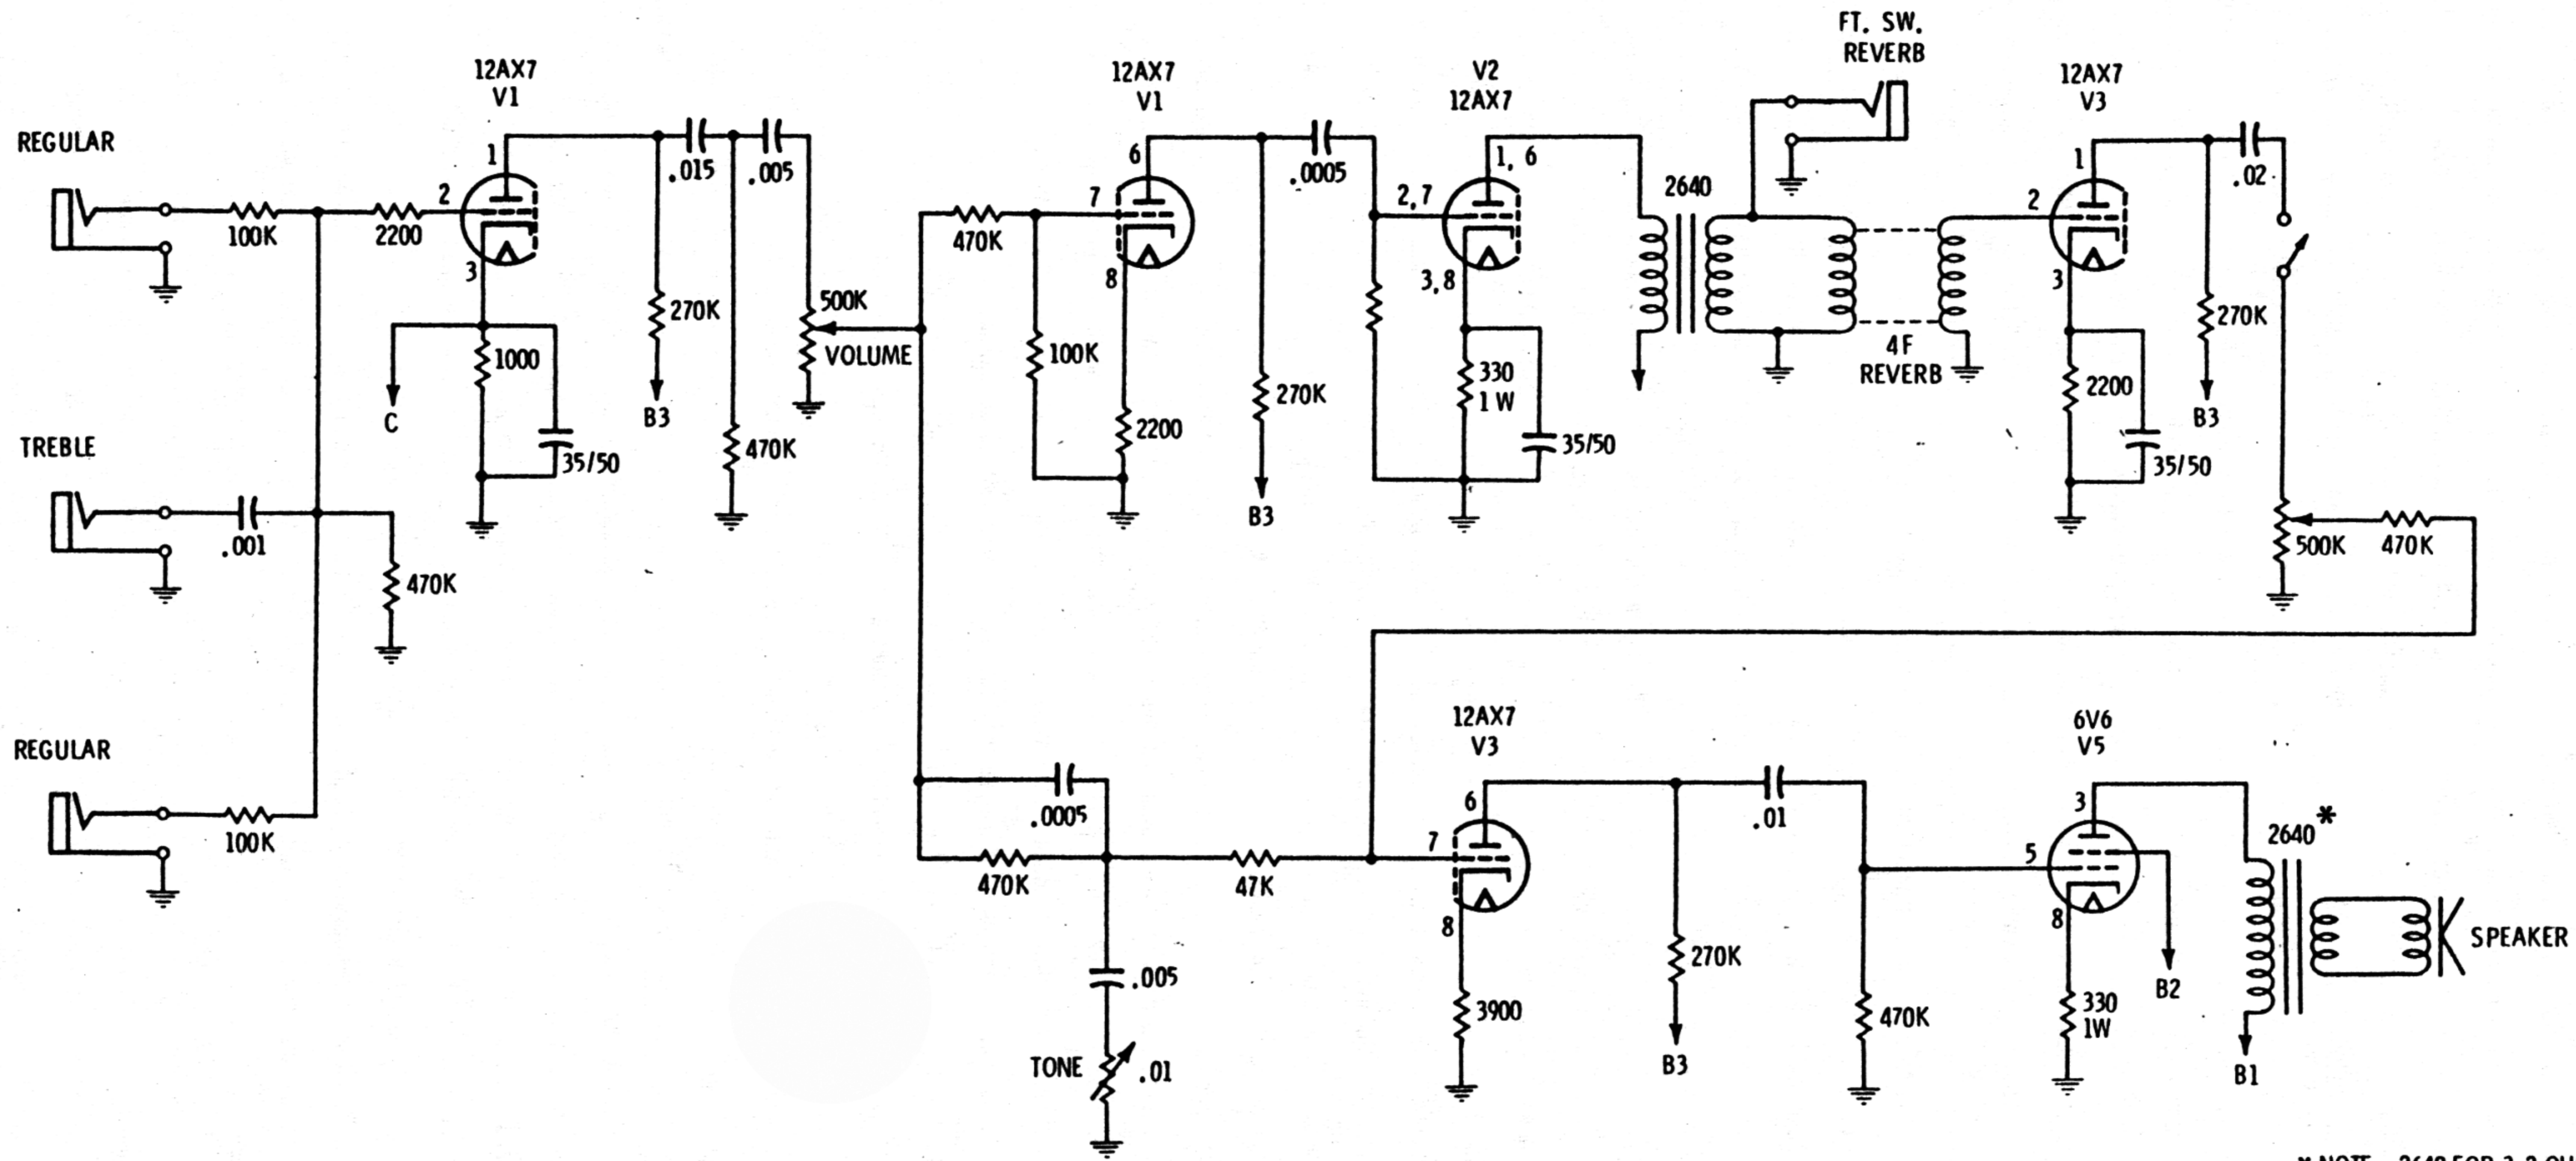 FT. SW.
REVERB
12AX7
V1
12AX7
V1
V2
12AX7
12AX7
V3
REGULAR
1
.015
.005
6
.0005
1, 6
1
.02
2
7
2,7
2640
2
100K
2200
470K
3
8
3,8
3
270K
500K
VOLUME
1000
100K
270K
330
1 W
4F
REVERB
2200
270K
C
B3
B3
TREBLE
470K
2200
35/50
35/50
35/50
.001
B3
500K
470K
470K
REGULAR
12AX7
V3
6V6
V5
100K
.0005
6
.01
3
2640*
7
5
470K
47K
8
8
SPEAKER
.005
270K
B2
3900
470K
330
1W
TONE
.01
B3
B1